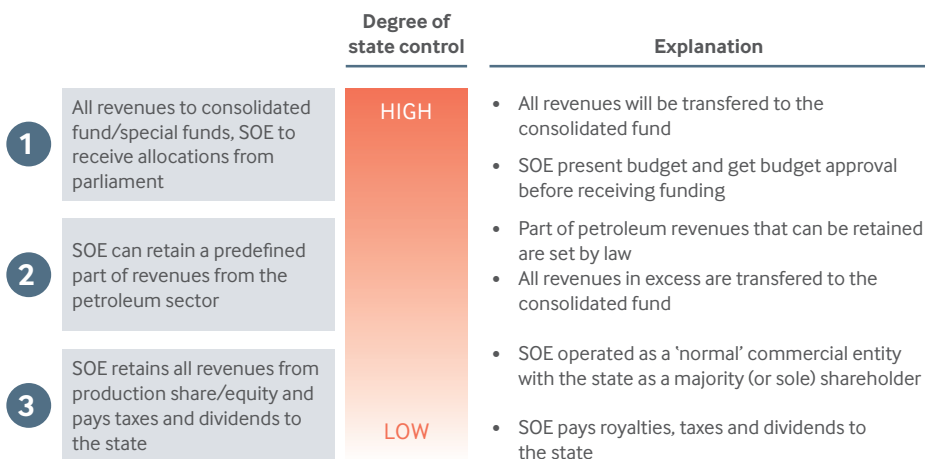 Degree of
state control
Explanation
1
All revenues to consolidated
fund/special funds, SOE to
receive allocations from
parliament
HIGH
• All revenues will be transfered to the
consolidated fund
• SOE present budget and get budget approval
before receiving funding
2
SOE can retain a predefined
part of revenues from the
petroleum sector
• Part of petroleum revenues that can be retained
are set by law
• All revenues in excess are transfered to the
consolidated fund
3
SOE retains all revenues from
production share/equity and
pays taxes and dividends to
the state
LOW
• SOE operated as a ‘normal’ commercial entity
with the state as a majority (or sole) shareholder
• SOE pays royalties, taxes and dividends to
the state